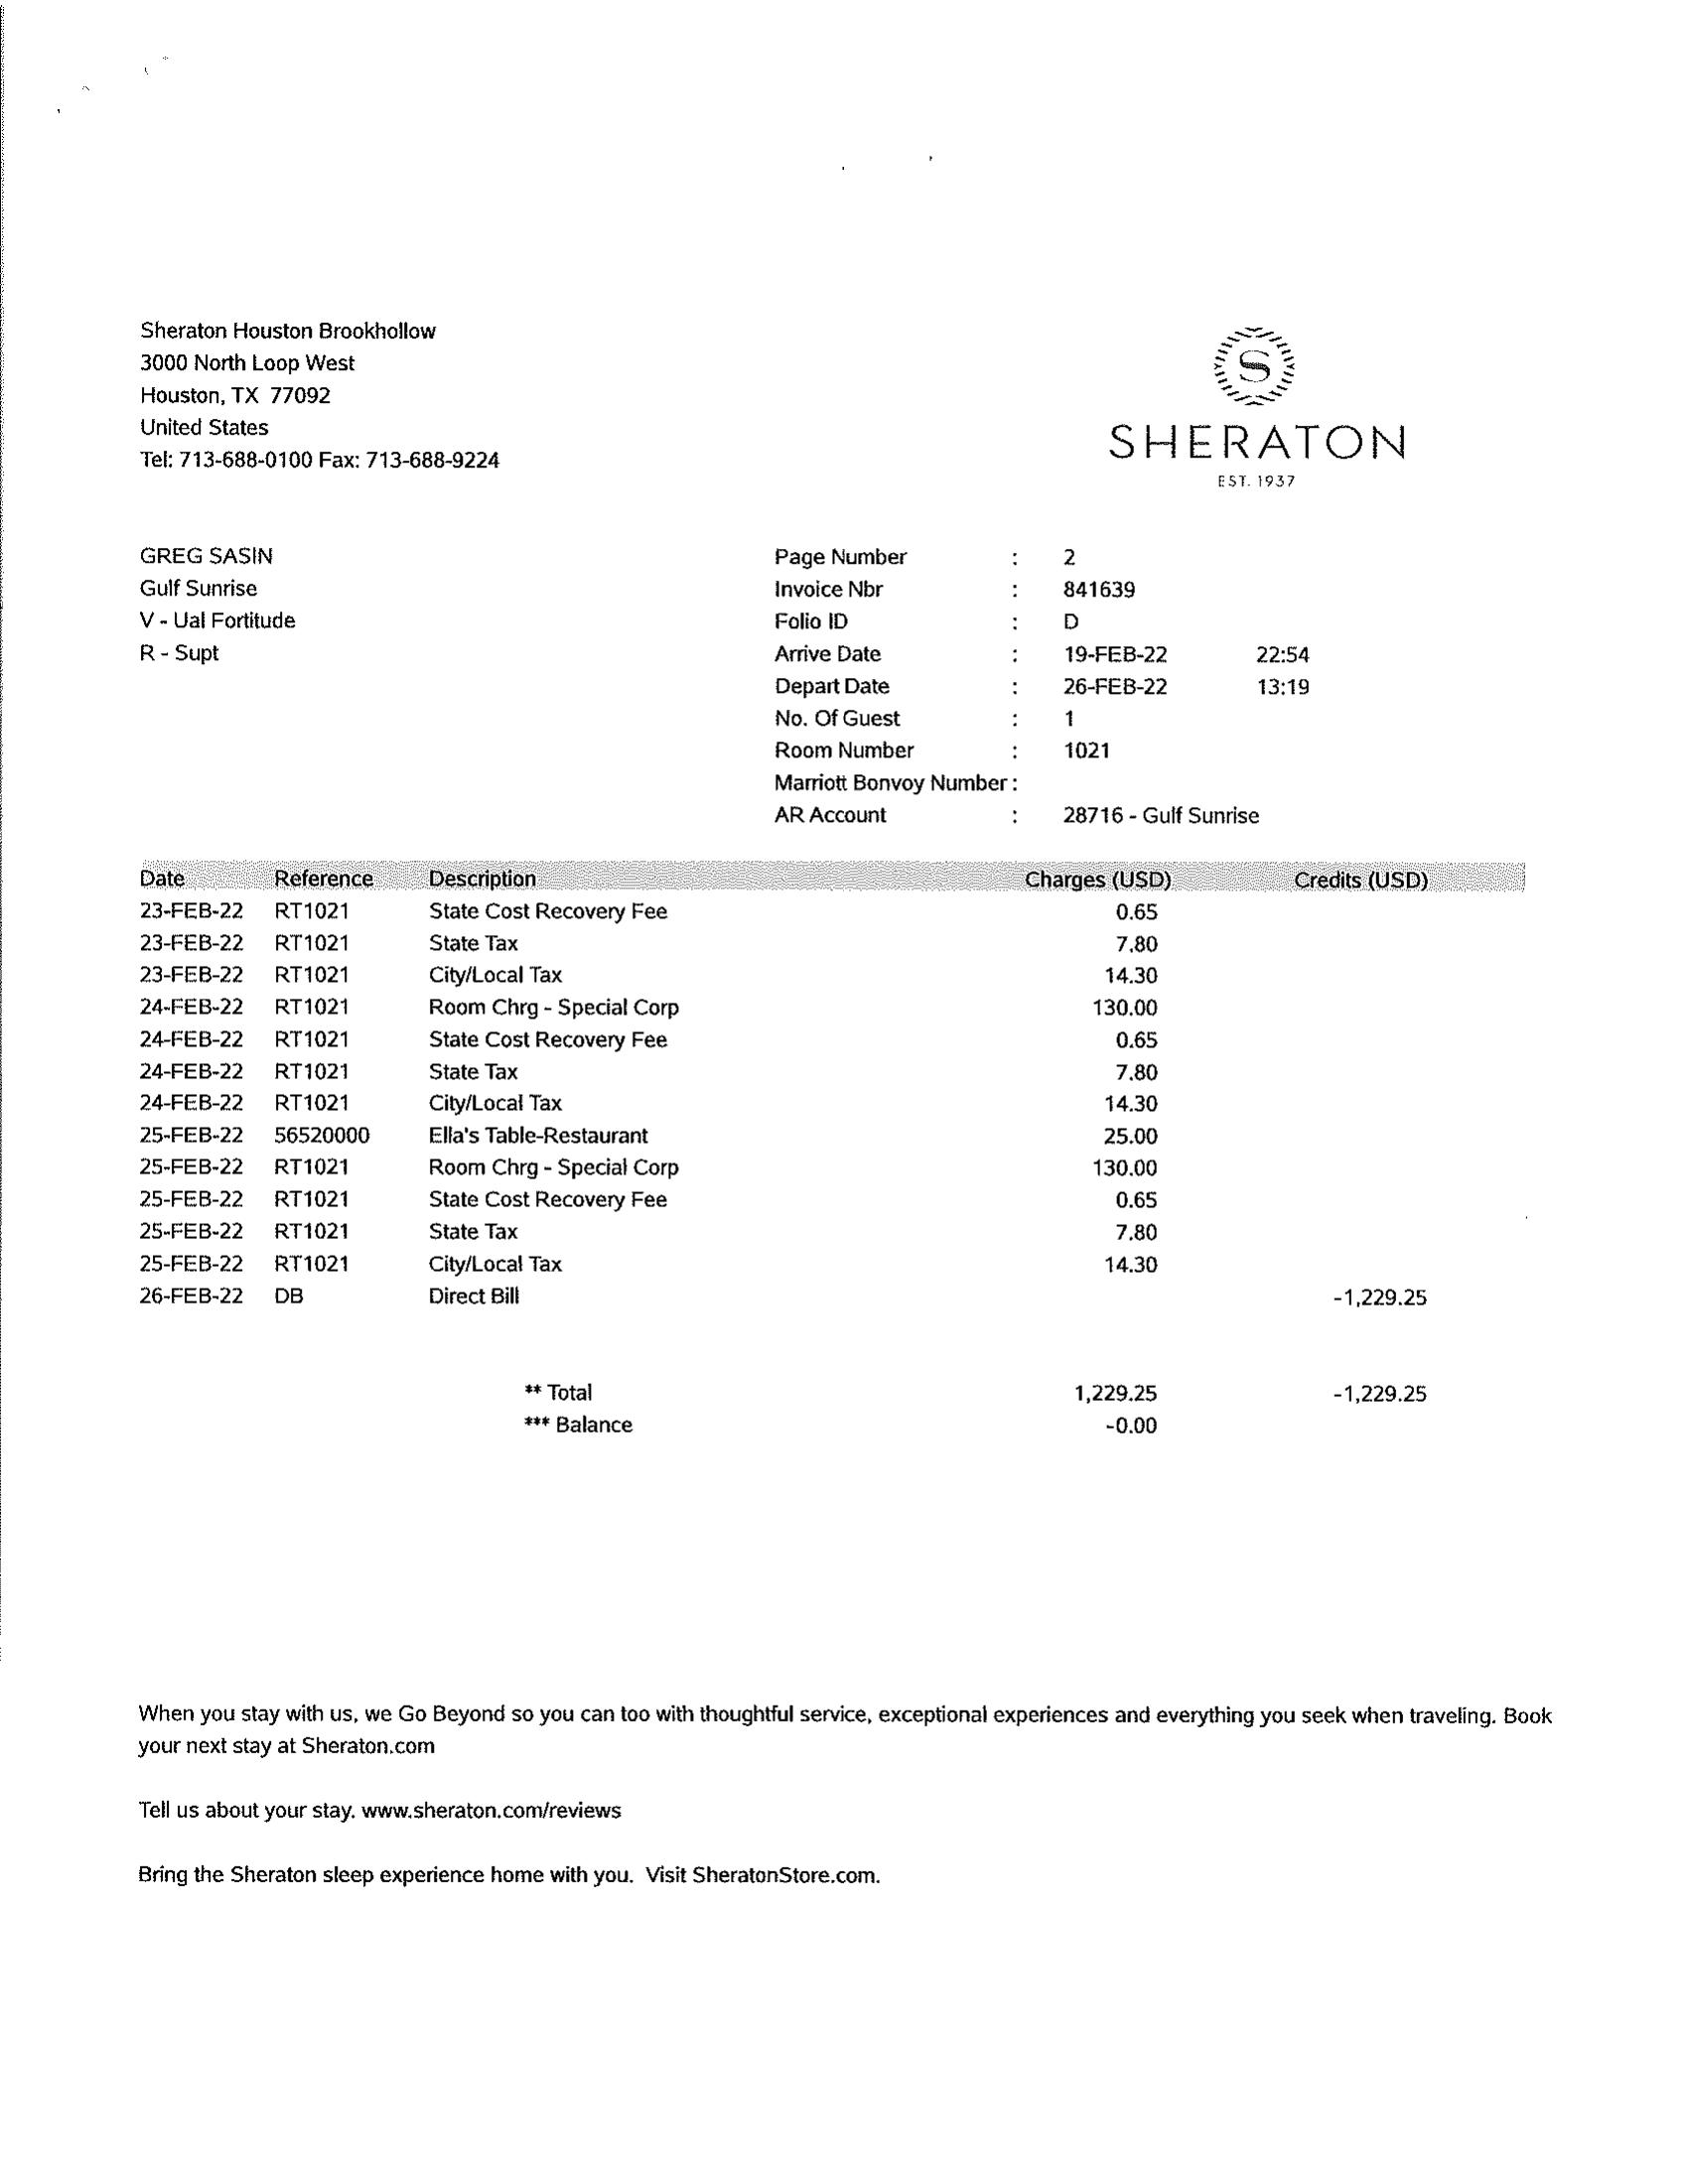 Sheraton Houston Brookhollow
3000 North Loop West
Houston, TX 77092
United States
Tel: 713-688-0100 Fax: 713-688-9224
S
SHERATON
EST. 1937
GREG SASIN
Gulf Sunrise
V - Ual Fortitude
R - Supt
Page Number : 2
Invoice Nbr : 841639
Folio ID : D
Arrive Date : 19-FEB-22 22:54
Depart Date : 26-FEB-22 13:19
No. Of Guest : 1
Room Number : 1021
Marriott Bonvoy Number :
AR Account : 28716 - Gulf Sunrise
Date Reference Description Charges (USD) Credits (USD)
23-FEB-22 RT1021 State Cost Recovery Fee 0.65
23-FEB-22 RT1021 State Tax 7.80
23-FEB-22 RT1021 City/Local Tax 14.30
24-FEB-22 RT1021 Room Chrg - Special Corp 130.00
24-FEB-22 RT1021 State Cost Recovery Fee 0.65
24-FEB-22 RT1021 State Tax 7.80
24-FEB-22 RT1021 City/Local Tax 14.30
25-FEB-22 56520000 Ella's Table-Restaurant 25.00
25-FEB-22 RT1021 Room Chrg - Special Corp 130.00
25-FEB-22 RT1021 State Cost Recovery Fee 0.65
25-FEB-22 RT1021 State Tax 7.80
25-FEB-22 RT1021 City/Local Tax 14.30
26-FEB-22 DB Direct Bill -1,229.25
** Total 1,229.25 -1,229.25
*** Balance -0.00
When you stay with us, we Go Beyond so you can too with thoughtful service, exceptional experiences and everything you seek when traveling. Book
your next stay at Sheraton.com
Tell us about your stay. www.sheraton.com/reviews
Bring the Sheraton sleep experience home with you. Visit SheratonStore.com.